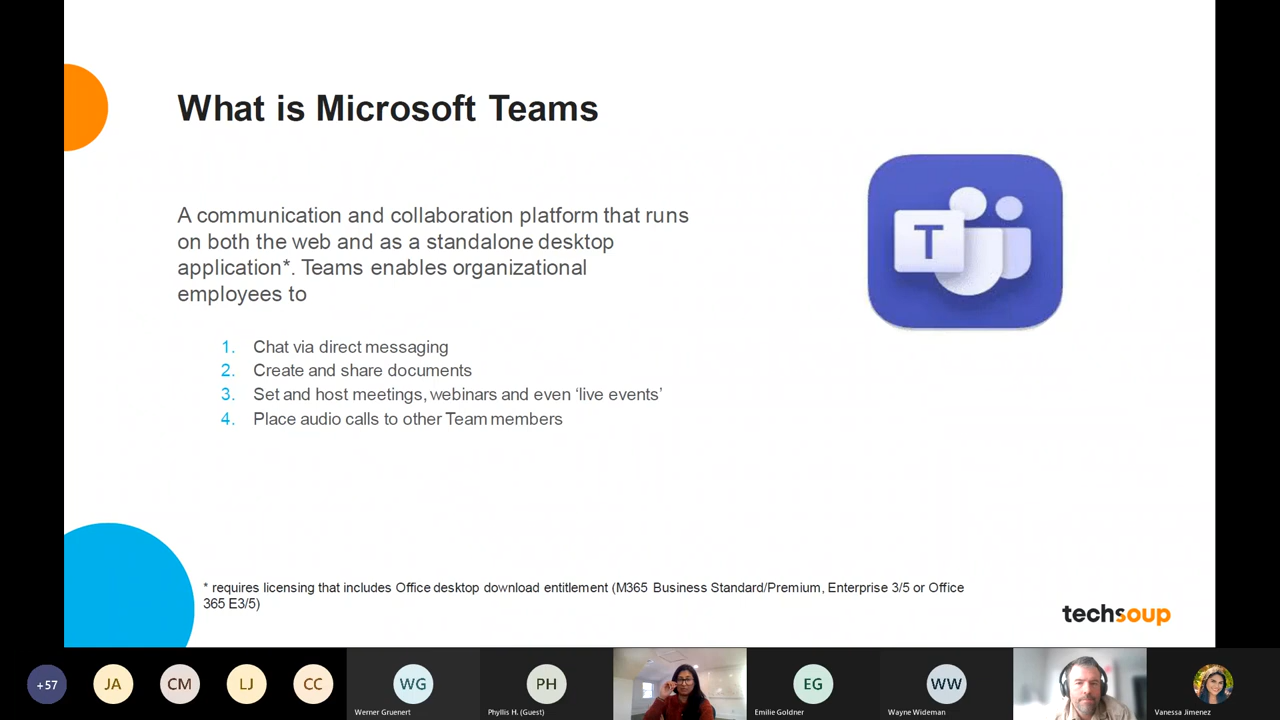 What is Microsoft Teams
A communication and collaboration platform that runs
on both the web and as a standalone desktop
application*. Teams enables organizational
employees to
T
1. Chat via direct messaging
2. Create and share documents
3. Set and host meetings, webinars and even ‘live events’
4. Place audio calls to other Team members
* requires licensing that includes Office desktop download entitlement (M365 Business Standard/Premium, Enterprise 3/5 or Office
365 E3/5)
techsoup
+57
JA
CM
LJ
CC
WG
Werner Gruenert
PH
Phyllis H. (Guest)
EG
Emilie Goldner
WW
Wayne Wideman
Vanessa Jimenez